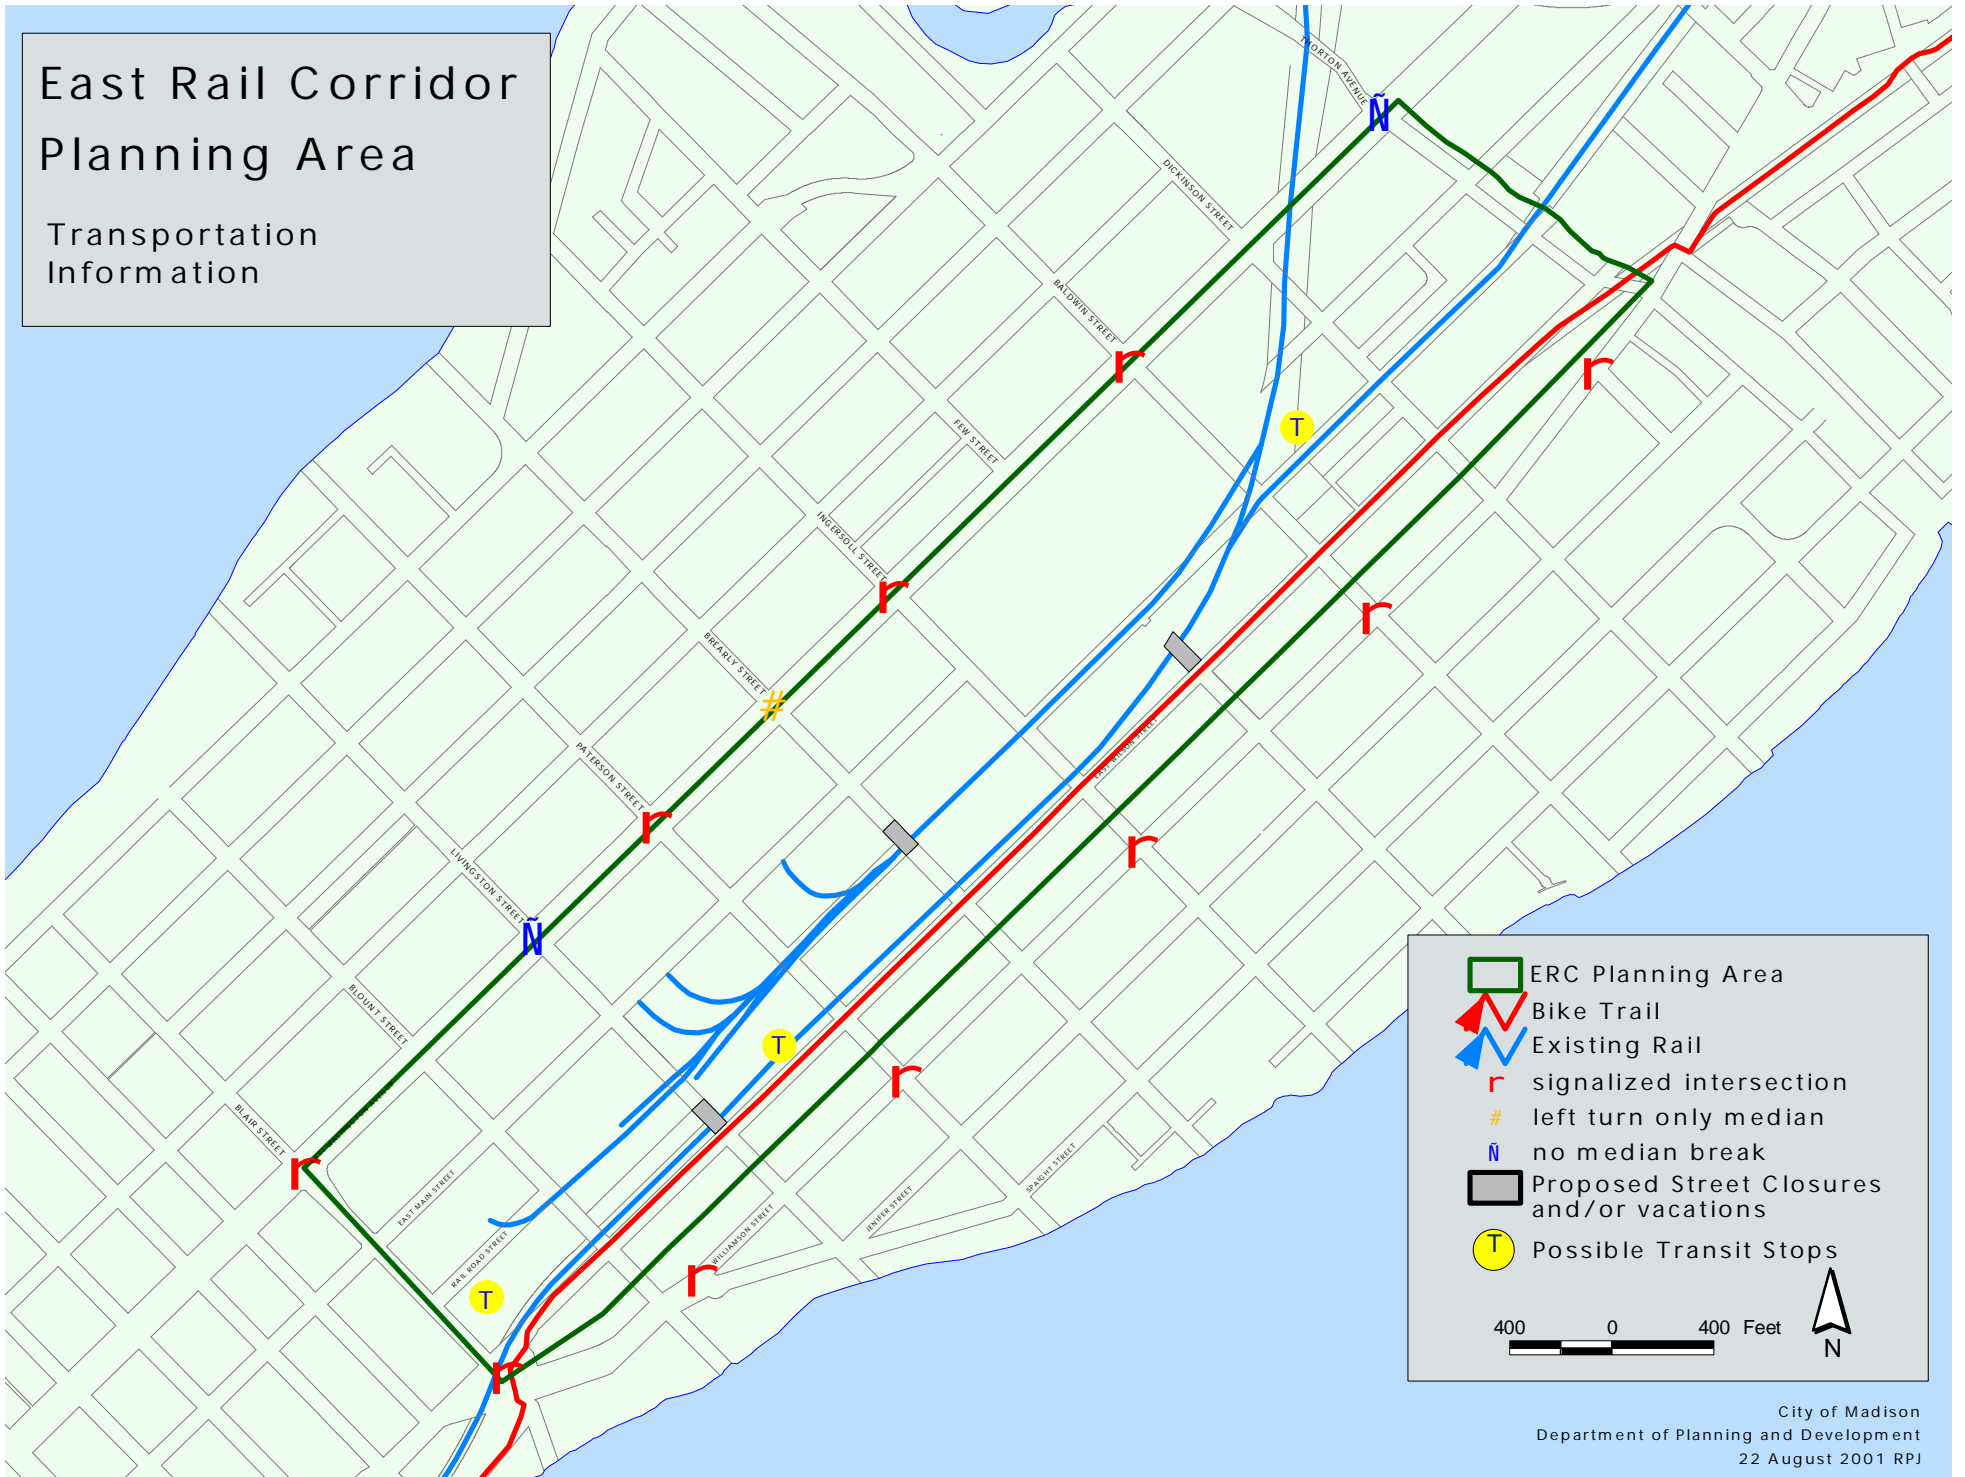 East Rail Corridor
Planning Area
Transportation
Information
THORTON AVENUE
Ñ
DICKINSON STREET
BALDWIN STREET
r
r
T
FEW STREET
INGERSOLL STREET
r
r
BREARLY STREET
#
EAST WILSON STREET
PATERSON STREET
r
r
LIVINGSTON STREET
Ñ
BLOUNT STREET
T
r
BLAIR STREET
r
EAST MAIN STREET
SPAIGHT STREET
JENIFER STREET
WILLIAMSON STREET
RAIL ROAD STREET
r
T
r
ERC Planning Area
Bike Trail
Existing Rail
r signalized intersection
# left turn only median
Ñ no median break
Proposed Street Closures
and/or vacations
T Possible Transit Stops
400 0 400 Feet
N
City of Madison
Department of Planning and Development
22 August 2001 RPJ